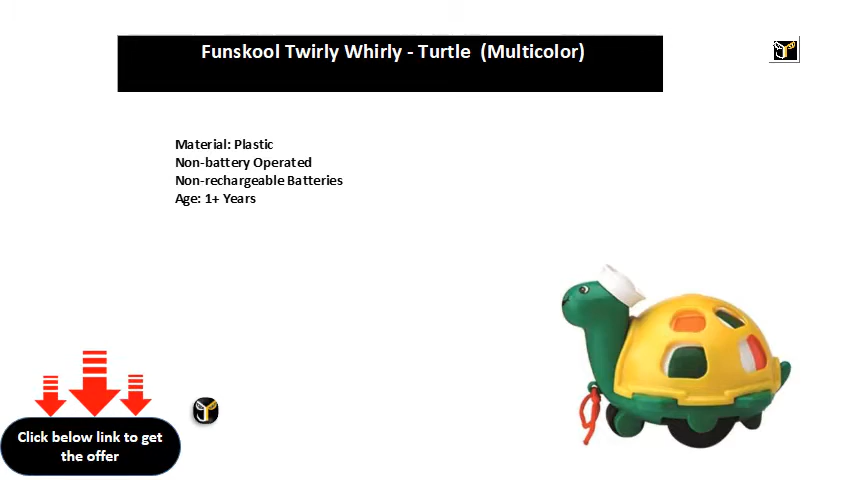 Funskool Twirly Whirly - Turtle (Multicolor)
Material: Plastic
Non-battery Operated
Non-rechargeable Batteries
Age: 1+ Years
Click below link to get
the offer